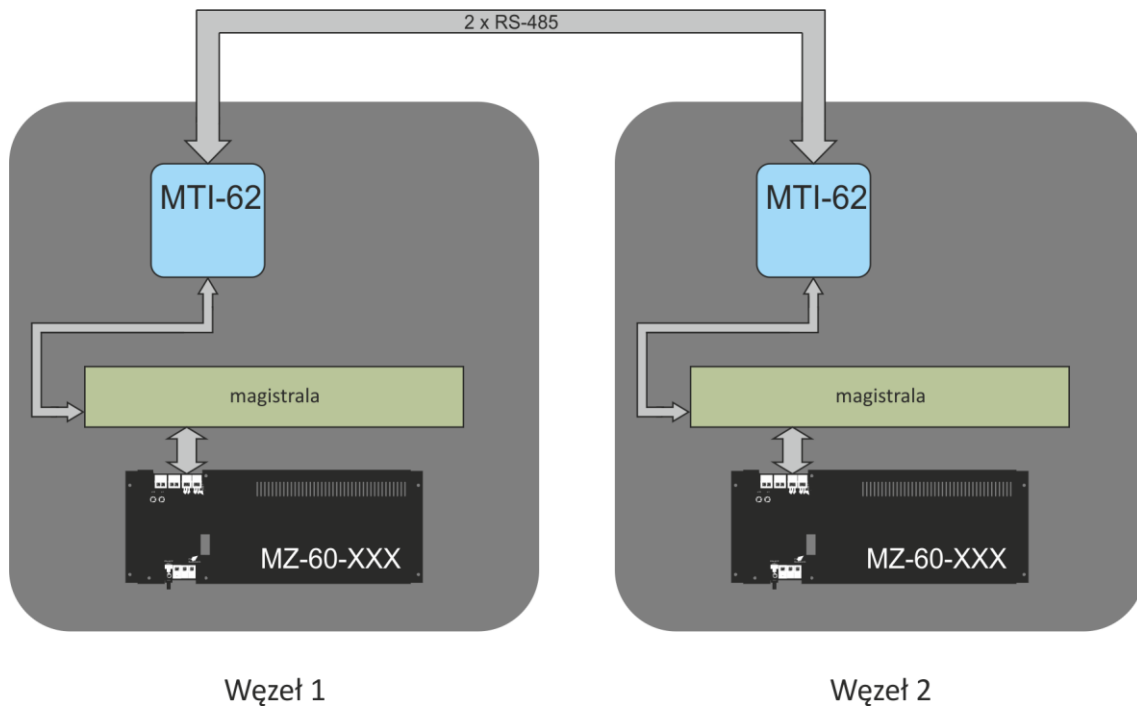 2 x RS-485
MTI-62
MTI-62
magistrala
magistrala
MZ-60-XXX
MZ-60-XXX
Węzeł 1
Węzeł 2